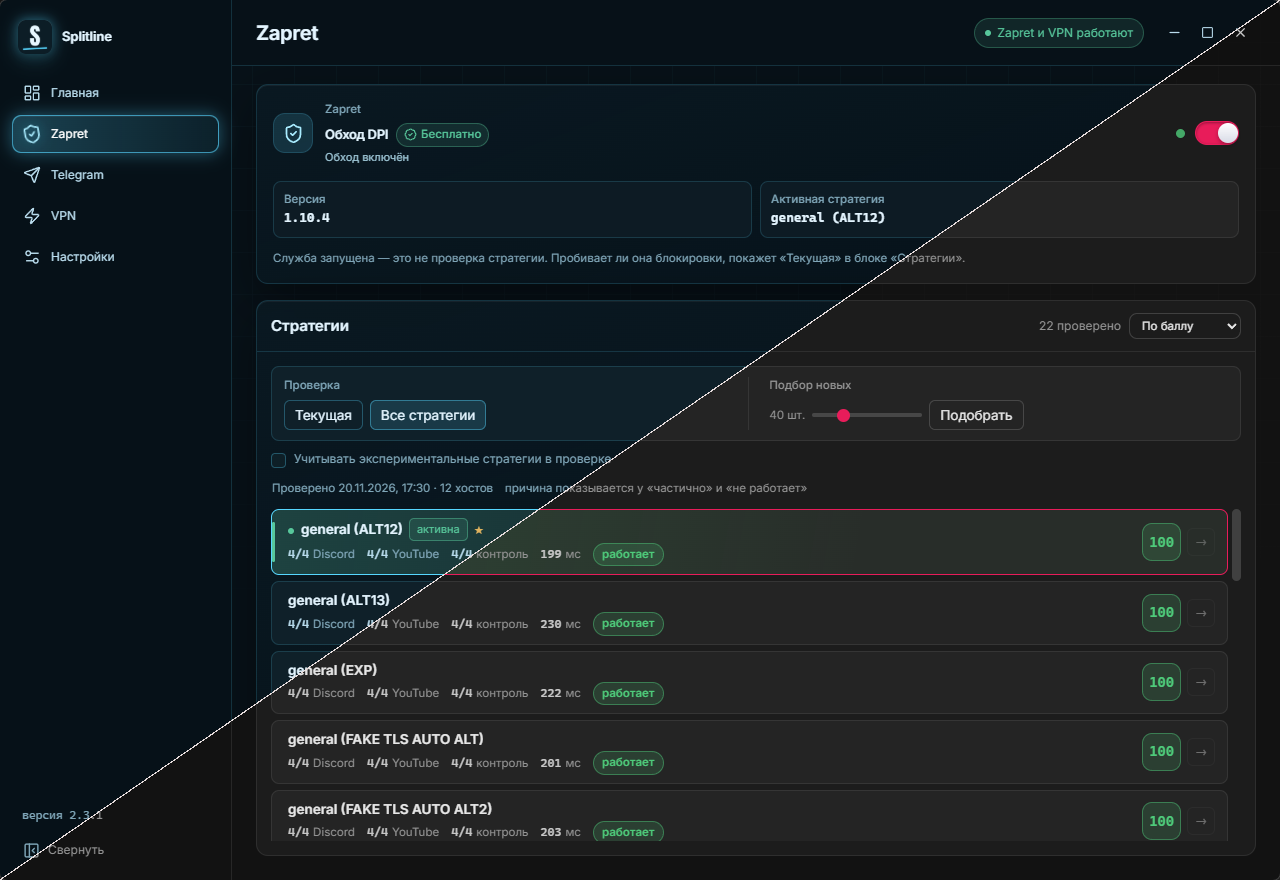 Splitline
Zapret
Zapret и VPN работают
Главная
Zapret
Telegram
VPN
Настройки
Zapret
Обход DPI
Бесплатно
Обход включён
Версия
1.10.4
Активная стратегия
general (ALT12)
Служба запущена — это не проверка стратегии. Пробивает ли она блокировки, покажет «Текущая» в блоке «Стратегии».
Стратегии
22 проверено
По баллу
Проверка
Текущая
Все стратегии
Подбор новых
40 шт.
Подобрать
Учитывать экспериментальные стратегии в проверке
Проверено 20.11.2026, 17:30 · 12 хостов причина показывается у «частично» и «не работает»
general (ALT12) активна ★
4/4 Discord 4/4 YouTube 4/4 контроль 199 мс работает
100 →
general (ALT13)
4/4 Discord 4/4 YouTube 4/4 контроль 230 мс работает
100 →
general (EXP)
4/4 Discord 4/4 YouTube 4/4 контроль 222 мс работает
100 →
general (FAKE TLS AUTO ALT)
4/4 Discord 4/4 YouTube 4/4 контроль 201 мс работает
100 →
general (FAKE TLS AUTO ALT2)
4/4 Discord 4/4 YouTube 4/4 контроль 203 мс работает
100 →
версия 2.3.1
Свернуть